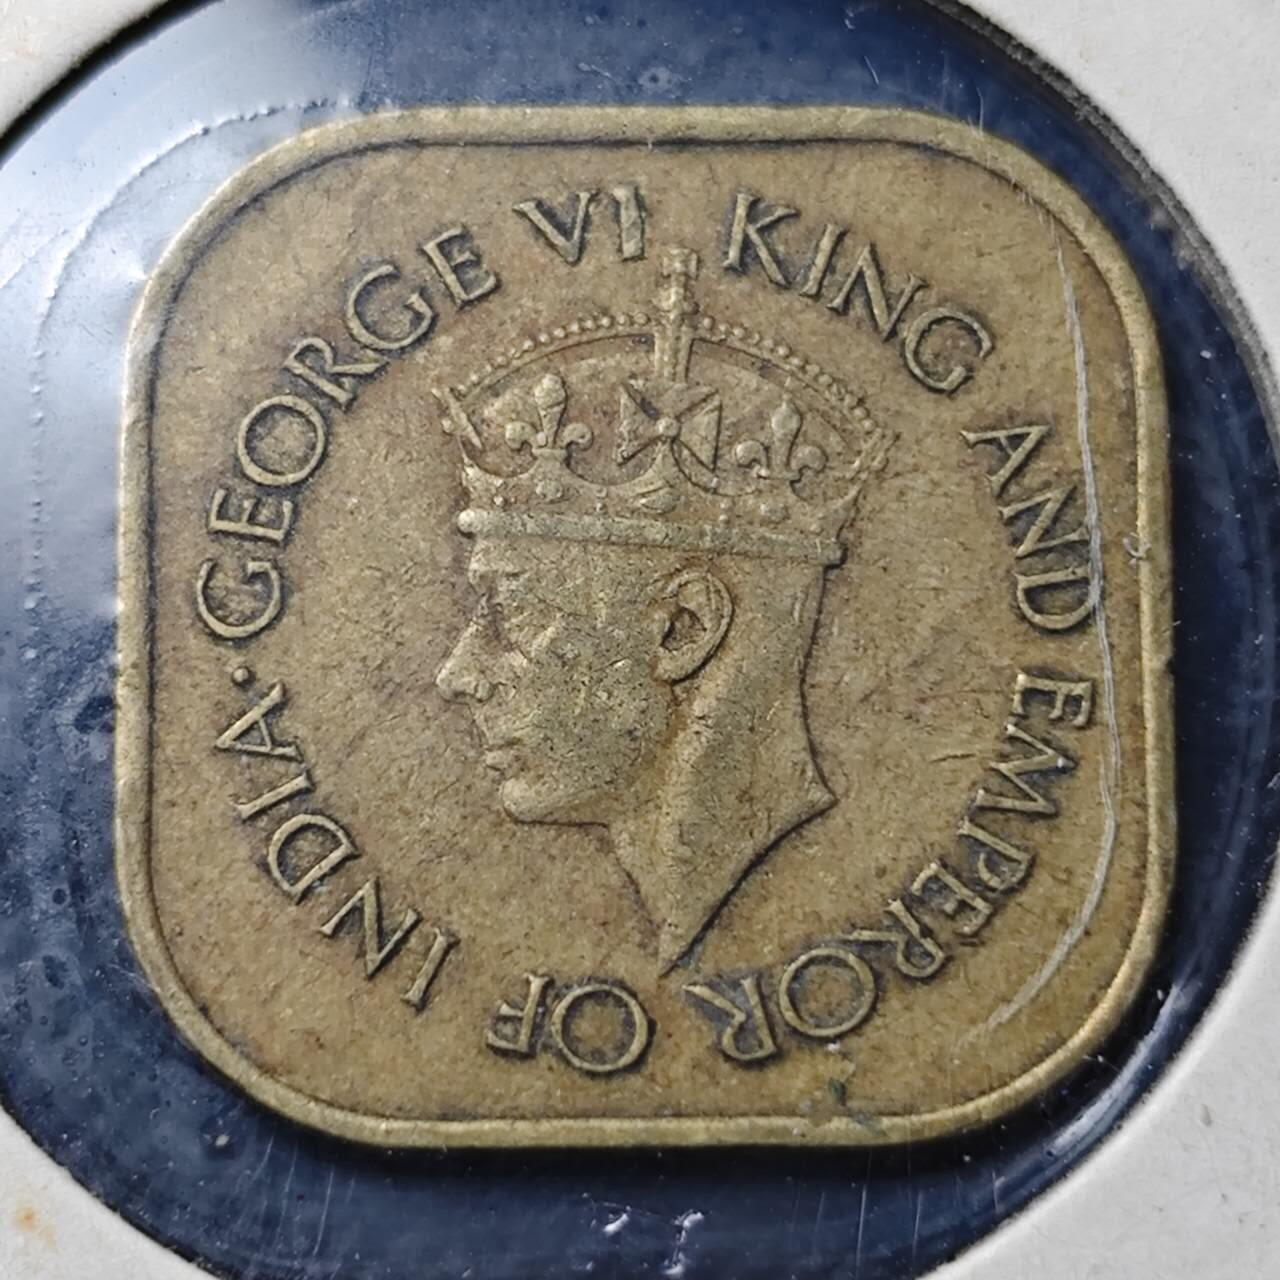 GEORGE VI KING AND EMPEROR OF INDIA·